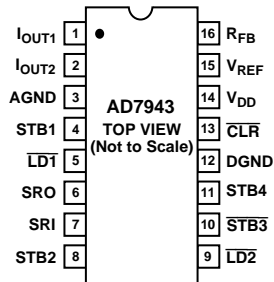 IOUT1 1 16 RFB
IOUT2 2 15 VREF
AGND 3 14 VDD
AD7943
STB1 4 TOP VIEW 13 CLR
(Not to Scale)
LD1 5 12 DGND
SRO 6 11 STB4
SRI 7 10 STB3
STB2 8 9 LD2